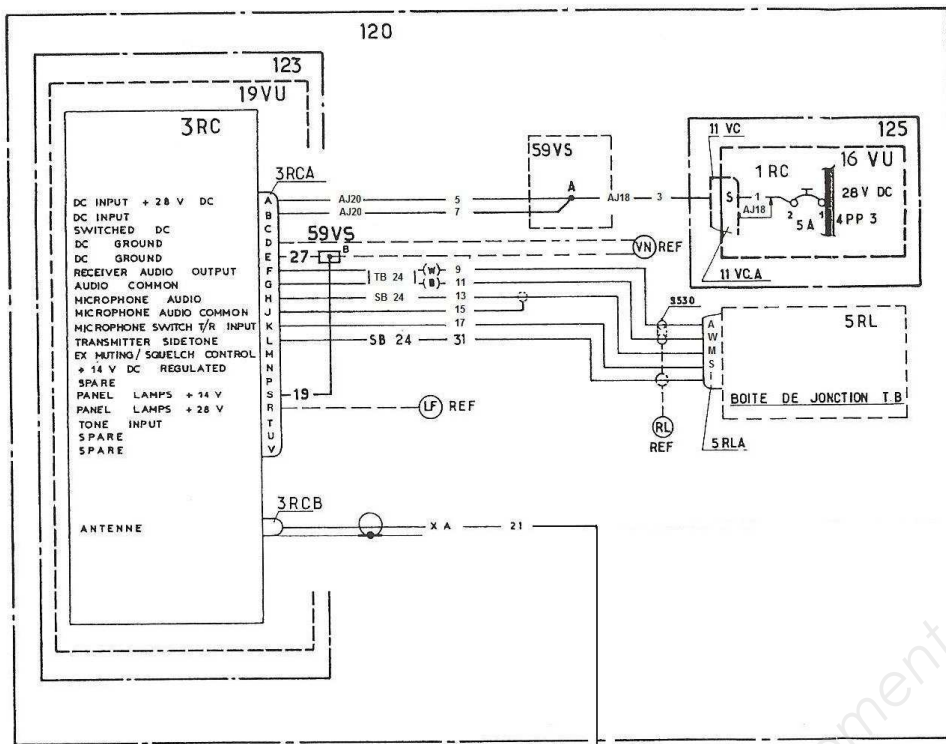 120
123
19VU
3RC
3RCA
DC INPUT + 28 V DC
DC INPUT
SWITCHED DC
DC GROUND
DC GROUND
RECEIVER AUDIO OUTPUT
AUDIO COMMON
MICROPHONE AUDIO
MICROPHONE AUDIO COMMON
MICROPHONE SWITCH T/R INPUT
TRANSMITTER SIDETONE
EX MUTING/SQUELCH CONTROL
+ 14 V DC REGULATED
SPARE
PANEL LAMPS + 14 V
PANEL LAMPS + 28 V
TONE INPUT
SPARE
SPARE
A
B
C
D
E
F
G
H
J
K
L
M
N
P
S
R
T
U
V
AJ20 5
AJ20 7
59VS
A
AJ18 3
11 VC
125
16 VU
1 RC
S
1
AJ18
2
5 A
1
28 V DC
4PP 3
11 VC.A
59VS
27
B
VN REF
TB 24
(W) 9
(B) 11
SB 24 13
15
17
SB 24 31
19
LF REF
S530
RL
REF
A
W
M
S
i
5RL
BOITE DE JONCTION T.B
5RLA
3RCB
ANTENNE
X A 21
ment